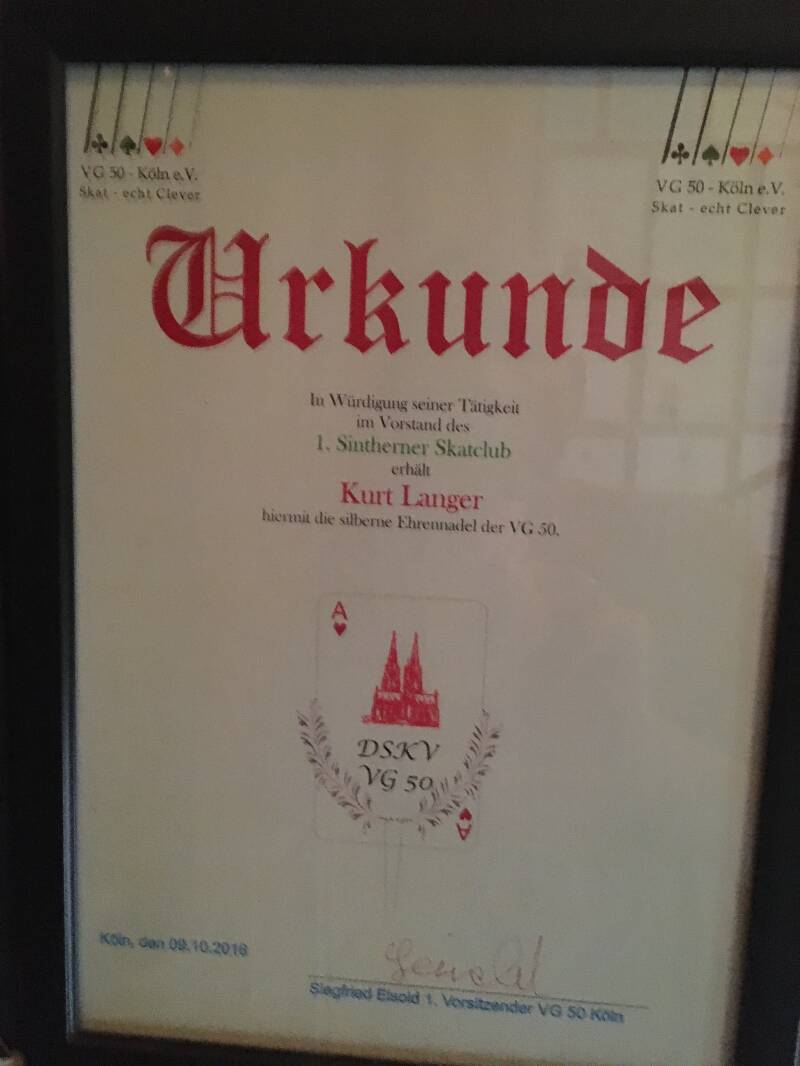 VG 50 - Köln e.V.
Skat - echt Clever
VG 50 - Köln e.V.
Skat - echt Clever
Urkunde
In Würdigung seiner Tätigkeit
im Vorstand des
1. Sintherner Skatclub
erhält
Kurt Langer
hiermit die silberne Ehrennadel der VG 50.
A
DSKV
VG 50
A
Köln, den 09.10.2016
Siegfried Eisold 1. Vorsitzender VG 50 Köln